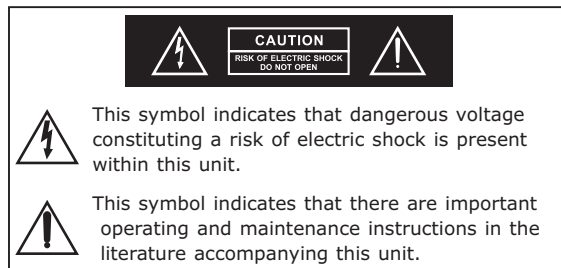 CAUTION
RISK OF ELECTRIC SHOCK
DO NOT OPEN
This symbol indicates that dangerous voltage
constituting a risk of electric shock is present
within this unit.
This symbol indicates that there are important
operating and maintenance instructions in the
literature accompanying this unit.